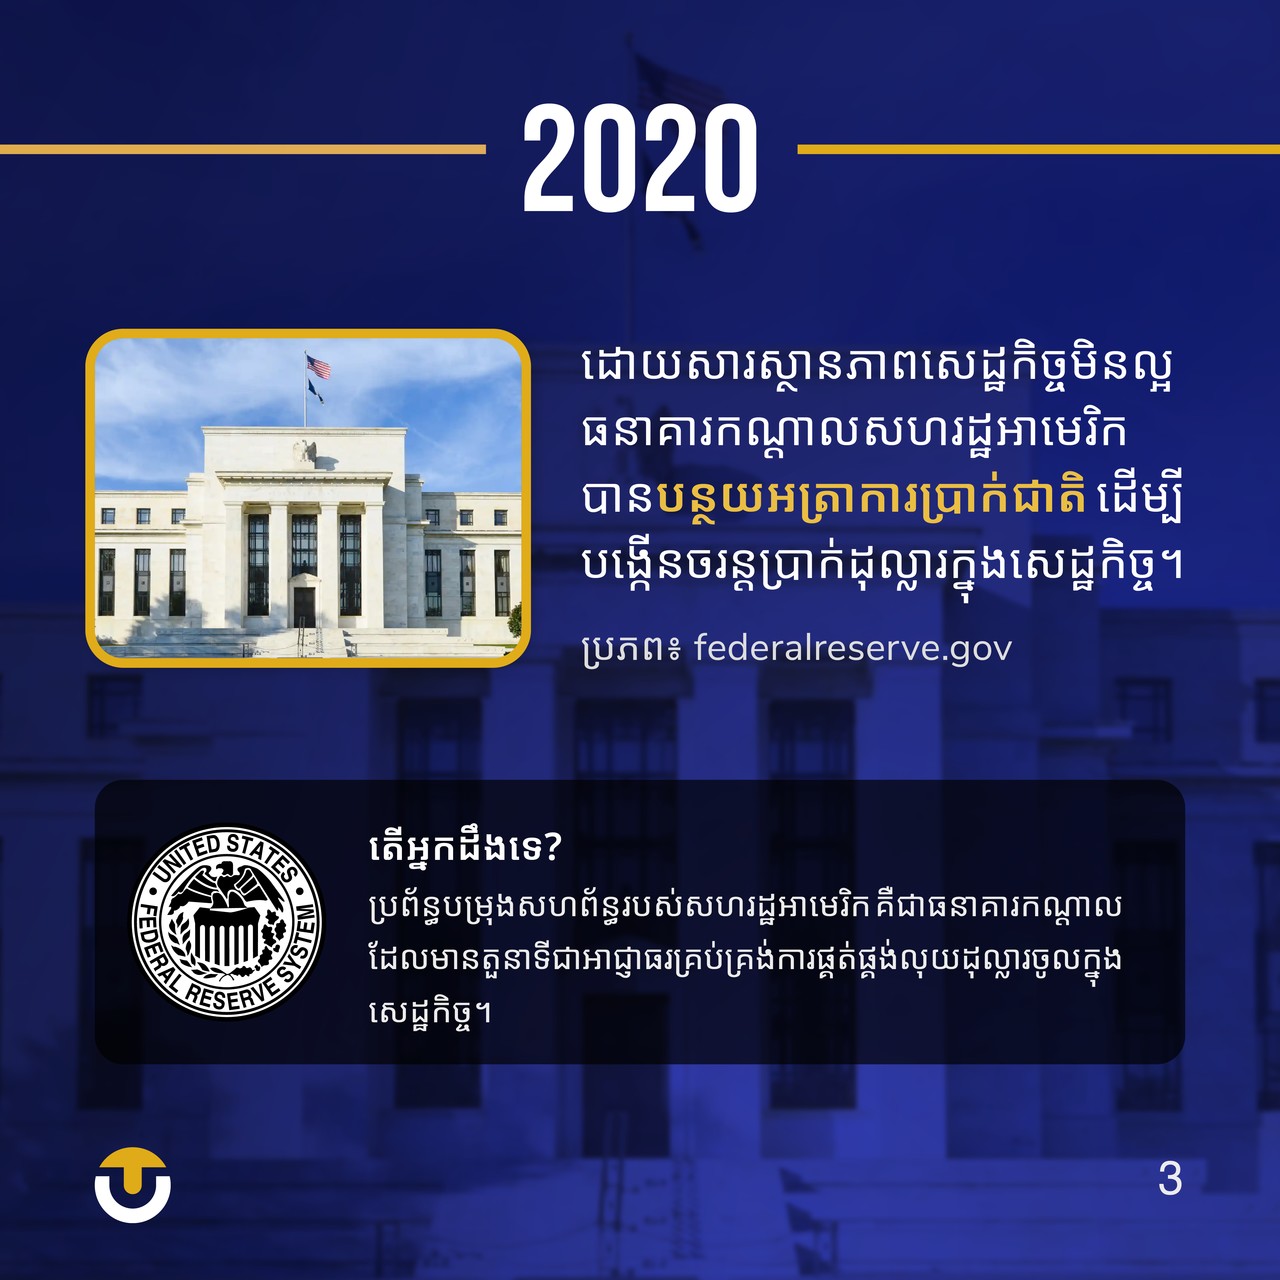 2020
ដោយសារស្ថានភាពសេដ្ឋកិច្ចមិនល្អ
ធនាគារកណ្តាលសហរដ្ឋអាមេរិក
បានបន្ថយអត្រាការប្រាក់ជាតិ ដើម្បី
បង្កើនចរន្តប្រាក់ដុល្លារក្នុងសេដ្ឋកិច្ច។
ប្រភព៖ federalreserve.gov
តើអ្នកដឹងទេ?
ប្រព័ន្ធបម្រុងសហព័ន្ធរបស់សហរដ្ឋអាមេរិក គឺជាធនាគារកណ្តាល
ដែលមានតួនាទីជាអាជ្ញាធរគ្រប់គ្រង់ការផ្គត់ផ្គង់លុយដុល្លារចូលក្នុង
សេដ្ឋកិច្ច។
UNITED STATES
FEDERAL RESERVE SYSTEM
3